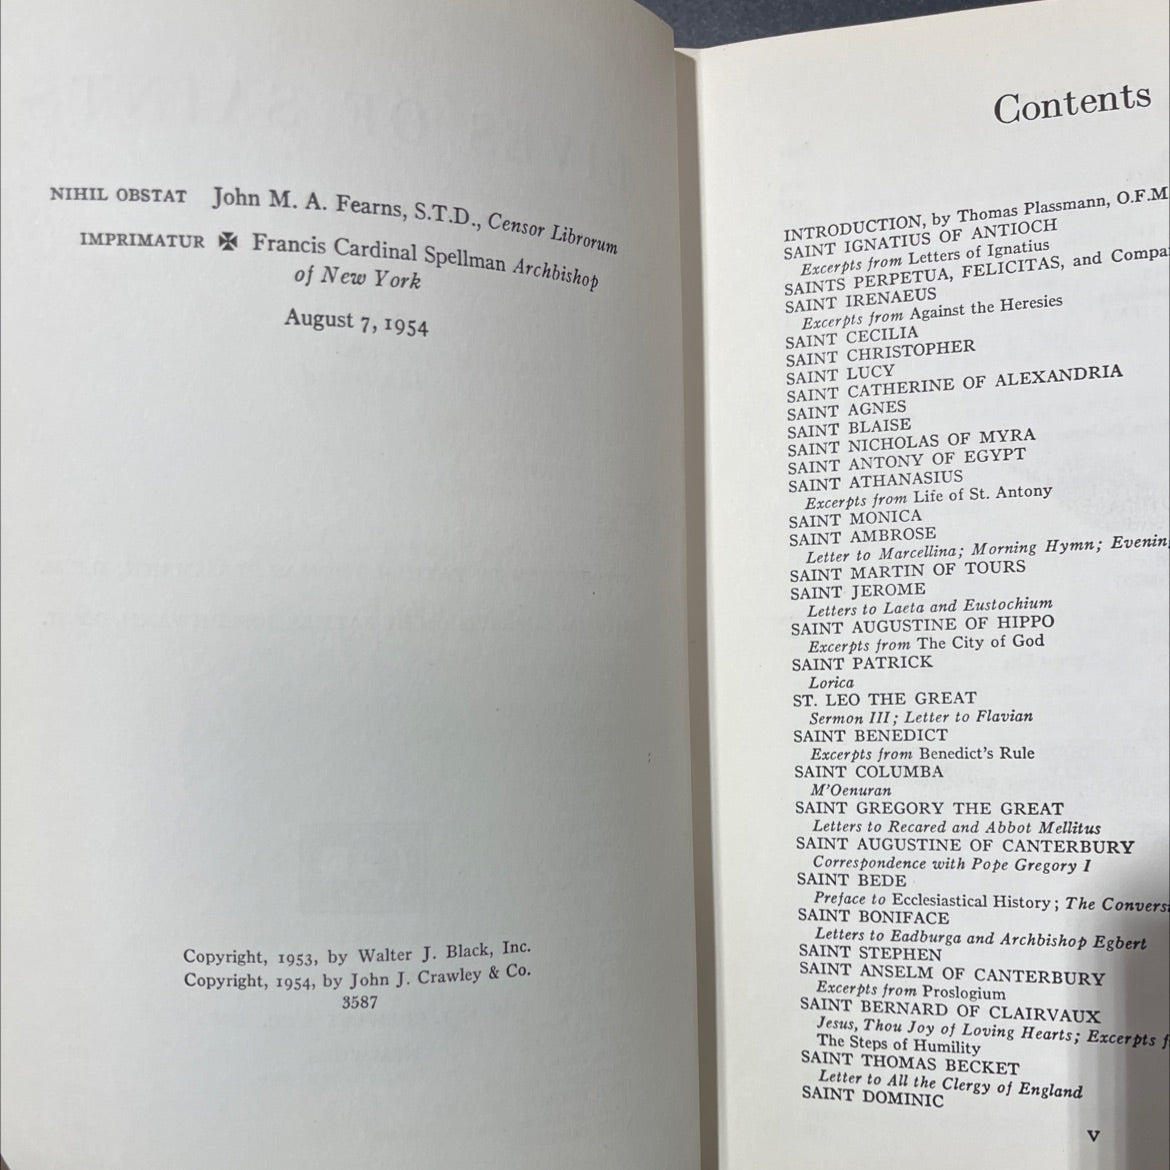 NIHIL OBSTAT John M. A. Fearns, S.T.D., Censor Librorum
IMPRIMATUR ✠ Francis Cardinal Spellman Archbishop
of New York
August 7, 1954
Copyright, 1953, by Walter J. Black, Inc.
Copyright, 1954, by John J. Crawley & Co.
3587
Contents
INTRODUCTION, by Thomas Plassmann, O.F.M
SAINT IGNATIUS OF ANTIOCH
Excerpts from Letters of Ignatius
SAINTS PERPETUA, FELICITAS, and Compa
SAINT IRENAEUS
Excerpts from Against the Heresies
SAINT CECILIA
SAINT CHRISTOPHER
SAINT LUCY
SAINT CATHERINE OF ALEXANDRIA
SAINT AGNES
SAINT BLAISE
SAINT NICHOLAS OF MYRA
SAINT ANTONY OF EGYPT
SAINT ATHANASIUS
Excerpts from Life of St. Antony
SAINT MONICA
SAINT AMBROSE
Letter to Marcellina; Morning Hymn; Evenin
SAINT MARTIN OF TOURS
SAINT JEROME
Letters to Laeta and Eustochium
SAINT AUGUSTINE OF HIPPO
Excerpts from The City of God
SAINT PATRICK
Lorica
ST. LEO THE GREAT
Sermon III; Letter to Flavian
SAINT BENEDICT
Excerpts from Benedict's Rule
SAINT COLUMBA
M'Oenuran
SAINT GREGORY THE GREAT
Letters to Recared and Abbot Mellitus
SAINT AUGUSTINE OF CANTERBURY
Correspondence with Pope Gregory I
SAINT BEDE
Preface to Ecclesiastical History; The Convers
SAINT BONIFACE
Letters to Eadburga and Archbishop Egbert
SAINT STEPHEN
SAINT ANSELM OF CANTERBURY
Excerpts from Proslogium
SAINT BERNARD OF CLAIRVAUX
Jesus, Thou Joy of Loving Hearts; Excerpts f
The Steps of Humility
SAINT THOMAS BECKET
Letter to All the Clergy of England
SAINT DOMINIC
v